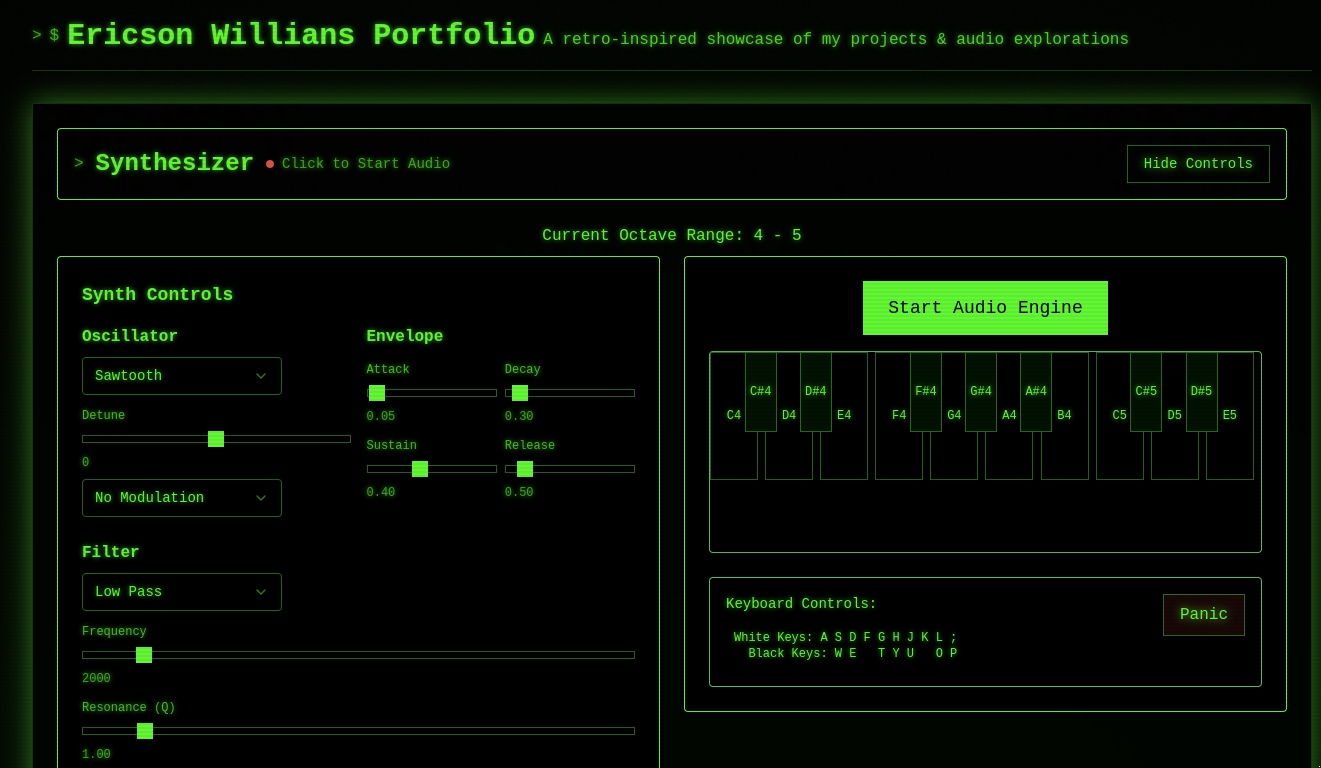 > $ Ericson Willians Portfolio A retro-inspired showcase of my projects & audio explorations
> Synthesizer Click to Start Audio
Hide Controls
Current Octave Range: 4 - 5
Synth Controls
Oscillator
Sawtooth
Detune
0
No Modulation
Envelope
Attack Decay
0.05 0.30
Sustain Release
0.40 0.50
Filter
Low Pass
Frequency
2000
Resonance (Q)
1.00
Start Audio Engine
C#4 D#4 F#4 G#4 A#4 C#5 D#5
C4 D4 E4 F4 G4 A4 B4 C5 D5 E5
Keyboard Controls:
White Keys: A S D F G H J K L ;
Black Keys: W E   T Y U   O P
Panic